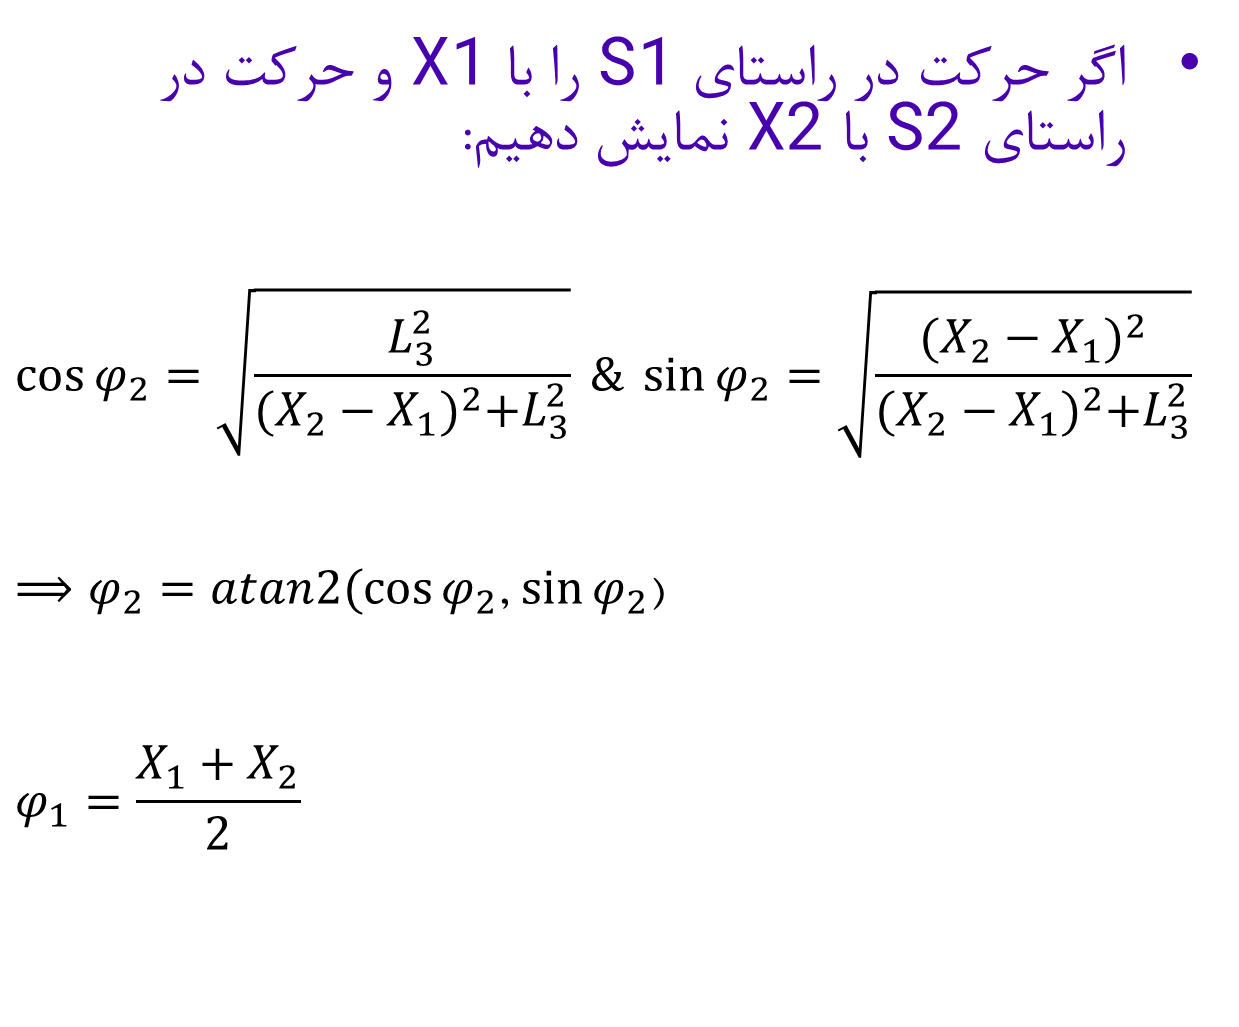 • اگر حرکت در راستای S1 را با X1 و حرکت در
راستای S2 با X2 نمایش دهیم:
cos φ₂ = √(L₃² / ((X₂ − X₁)²+L₃²)) & sin φ₂ = √((X₂ − X₁)² / ((X₂ − X₁)²+L₃²))
⟹ φ₂ = atan2(cos φ₂, sin φ₂)
φ₁ = (X₁ + X₂) / 2